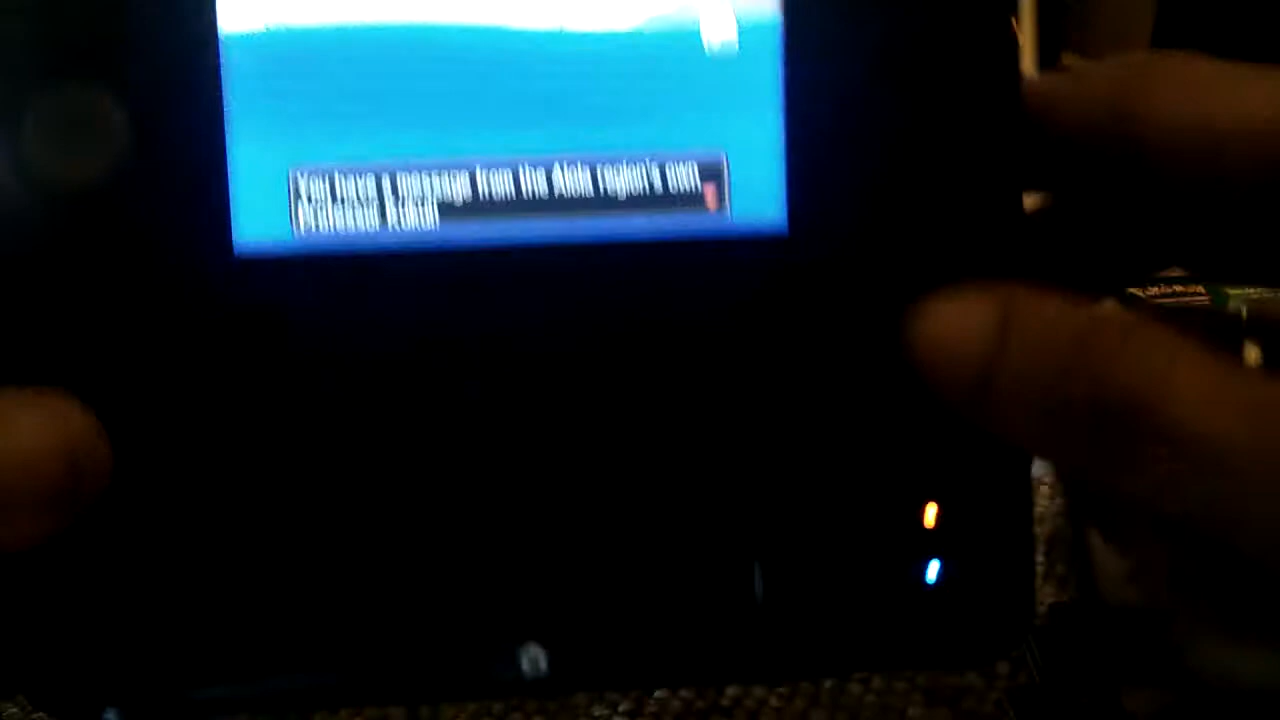 You have a message from the Alola region's own
Professor Kukui!